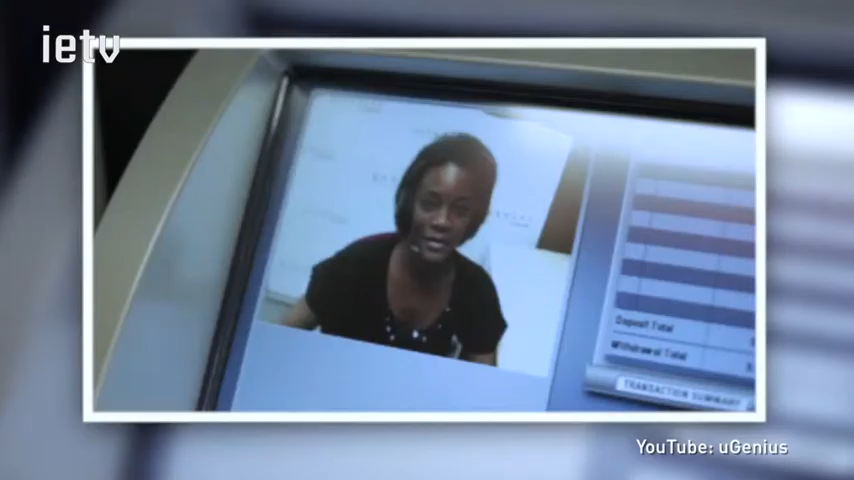 ietv
Deposit Total
Withdrawal Total
TRANSACTION SUMMARY
YouTube: uGenius